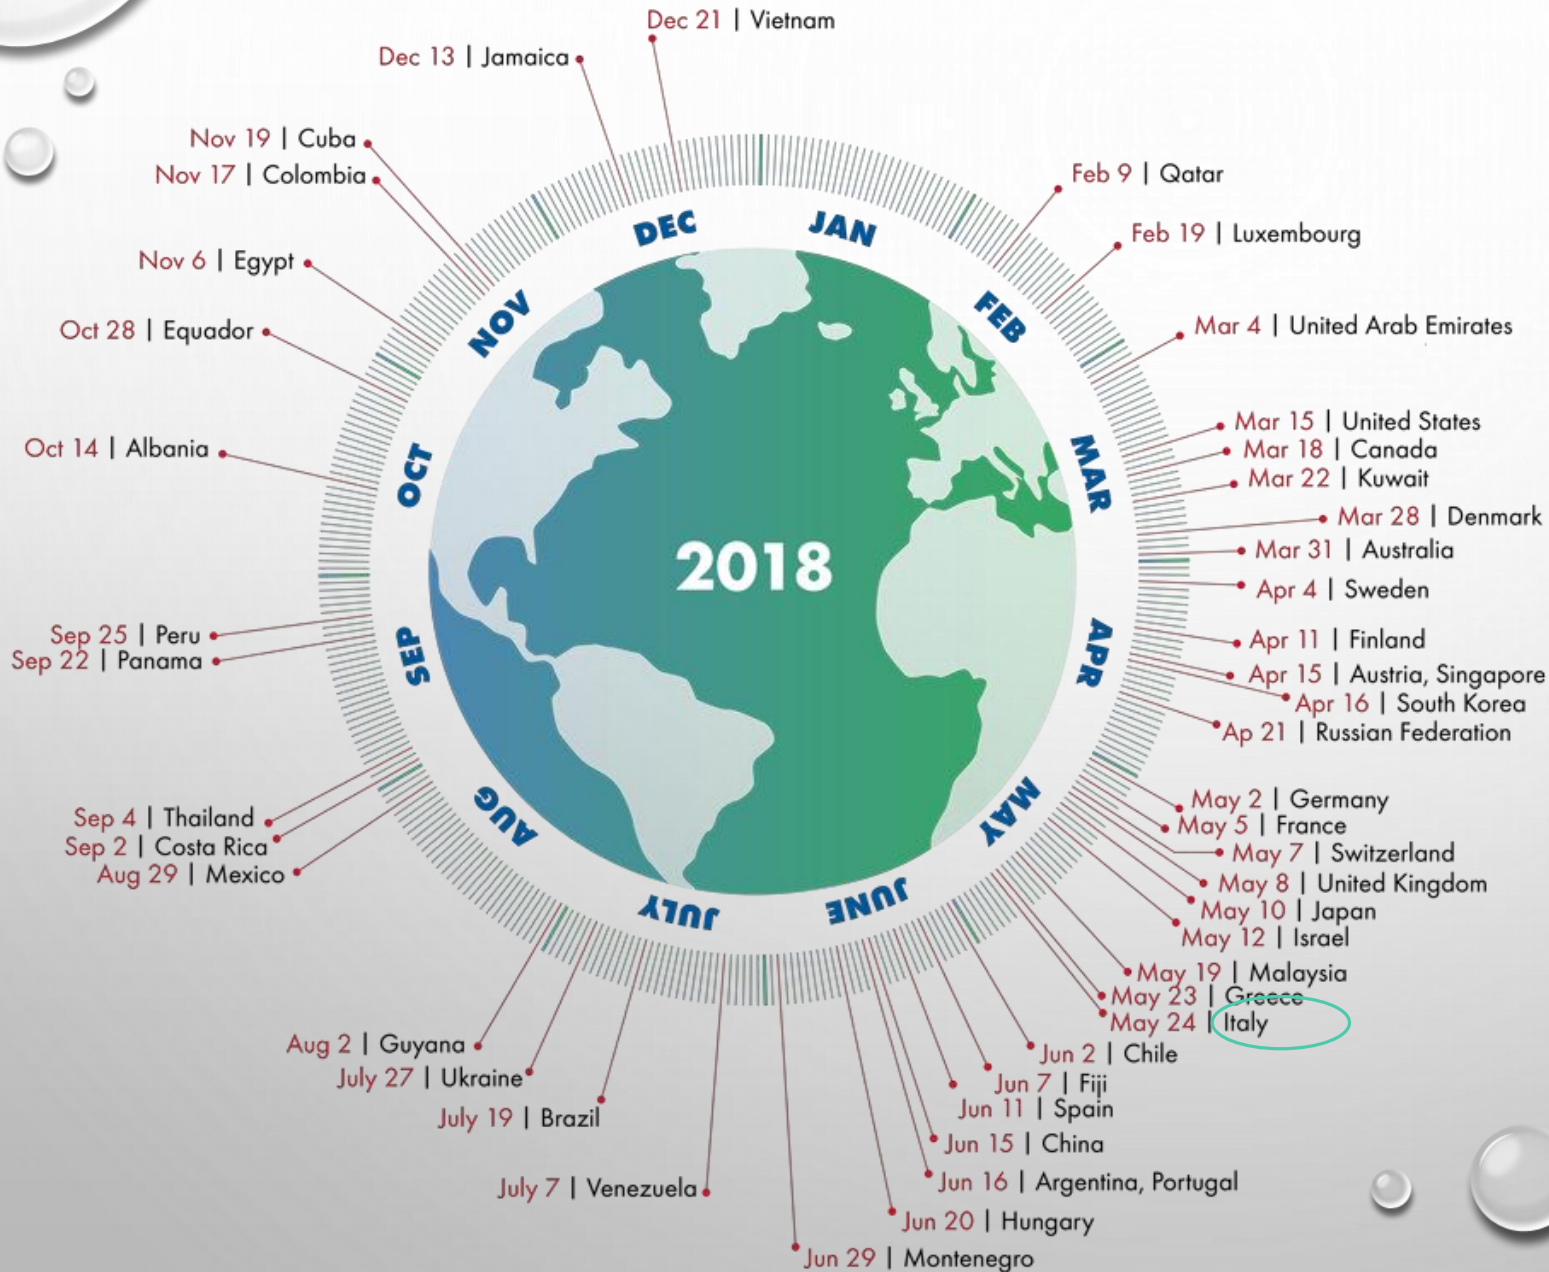 Dec 21 | Vietnam
Dec 13 | Jamaica
Nov 19 | Cuba
Nov 17 | Colombia
Nov 6 | Egypt
Oct 28 | Equador
Oct 14 | Albania
Sep 25 | Peru
Sep 22 | Panama
Sep 4 | Thailand
Sep 2 | Costa Rica
Aug 29 | Mexico
Aug 2 | Guyana
July 27 | Ukraine
July 19 | Brazil
July 7 | Venezuela
Feb 9 | Qatar
Feb 19 | Luxembourg
Mar 4 | United Arab Emirates
Mar 15 | United States
Mar 18 | Canada
Mar 22 | Kuwait
Mar 28 | Denmark
Mar 31 | Australia
Apr 4 | Sweden
Apr 11 | Finland
Apr 15 | Austria, Singapore
Apr 16 | South Korea
Ap 21 | Russian Federation
May 2 | Germany
May 5 | France
May 7 | Switzerland
May 8 | United Kingdom
May 10 | Japan
May 12 | Israel
May 19 | Malaysia
May 23 | Greece
May 24 | Italy
Jun 2 | Chile
Jun 7 | Fiji
Jun 11 | Spain
Jun 15 | China
Jun 16 | Argentina, Portugal
Jun 20 | Hungary
Jun 29 | Montenegro
JAN
FEB
MAR
APR
MAY
JUNE
JULY
AUG
SEP
OCT
NOV
DEC
2018